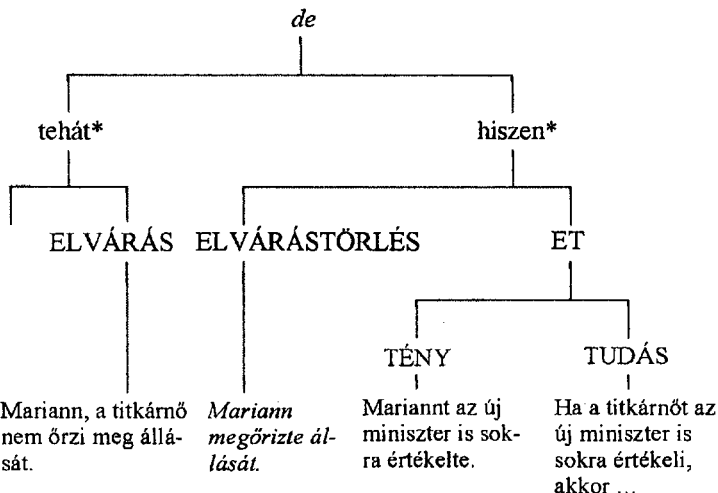 de
tehát*
hiszen*
ELVÁRÁS
ELVÁRÁSTÖRLÉS
ET
TÉNY
TUDÁS
Mariann, a titkárnő
nem őrzi meg állá-
sát.
Mariann
megőrizte ál-
lását.
Mariannt az új
miniszter is sok-
ra értékelte.
Ha a titkárnőt az
új miniszter is
sokra értékeli,
akkor ...